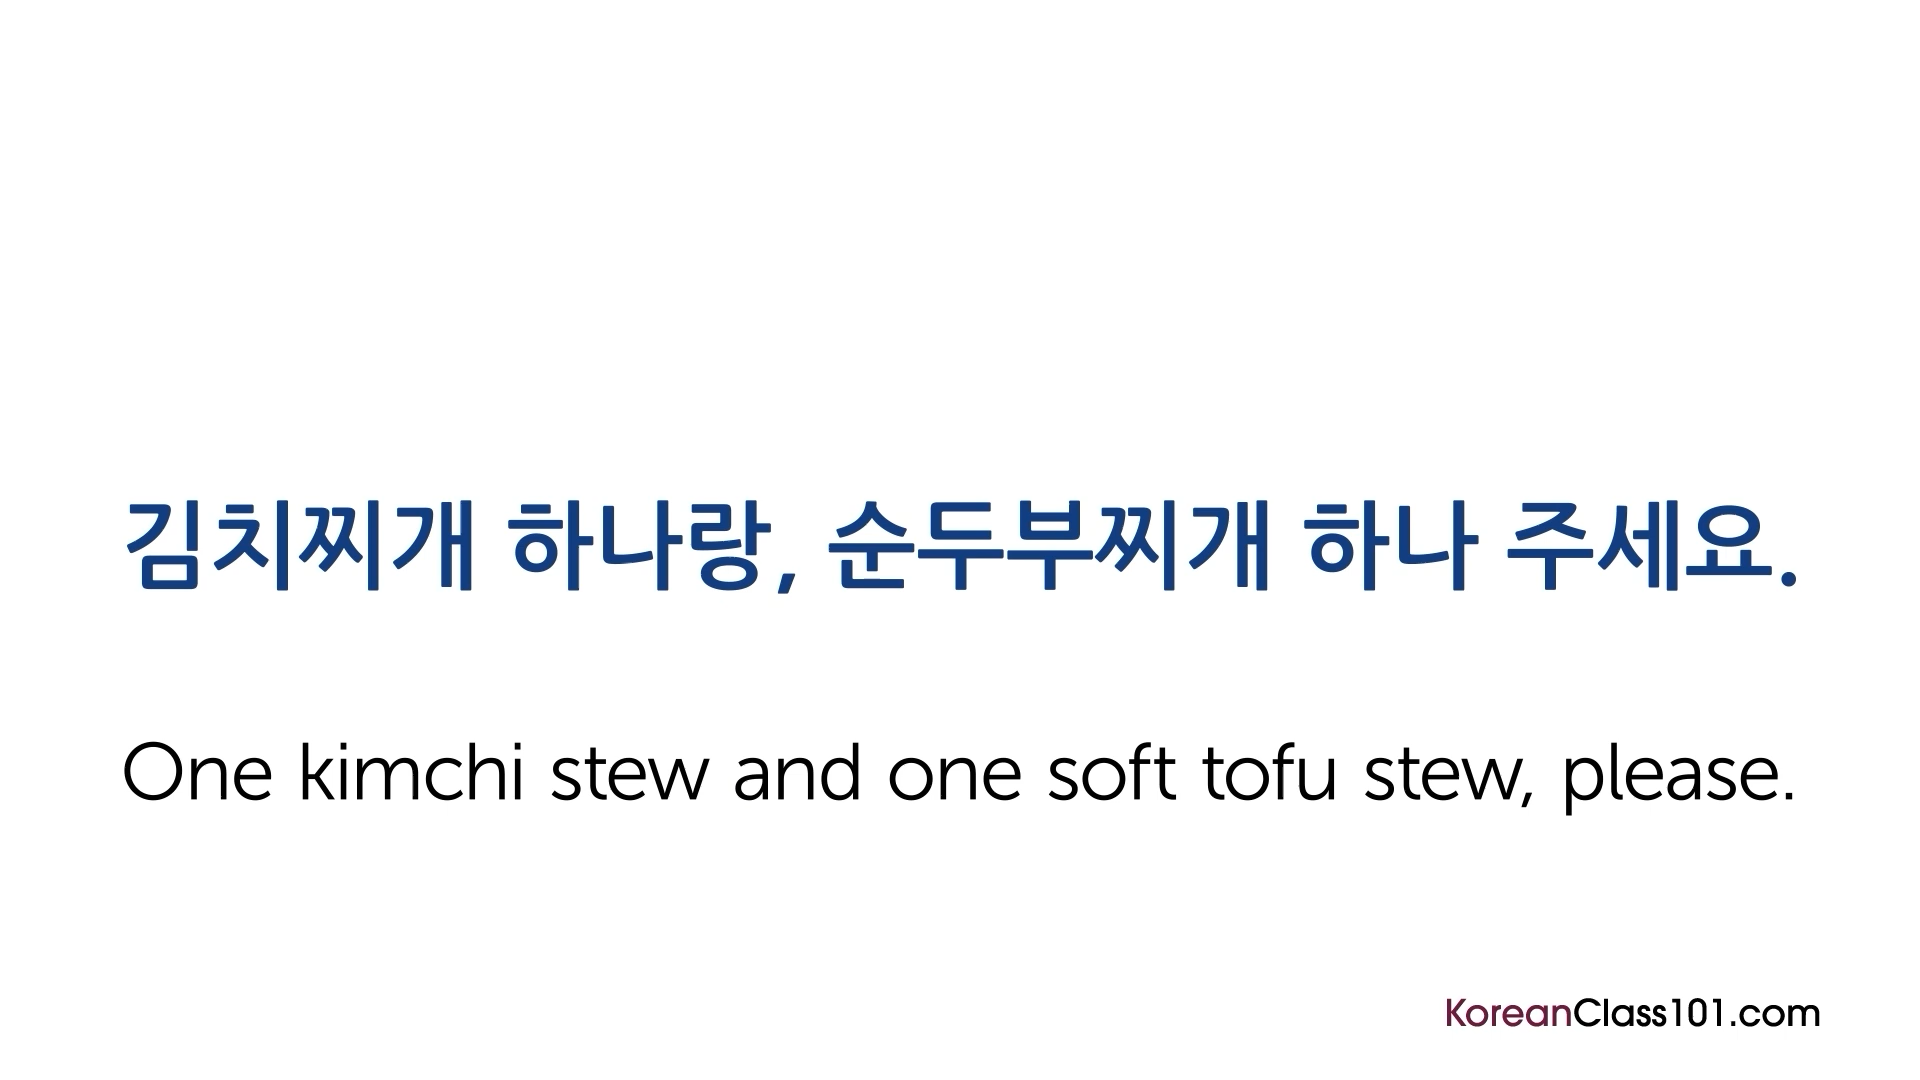 김치찌개 하나랑, 순두부찌개 하나 주세요.
One kimchi stew and one soft tofu stew, please.
KoreanClass101.com